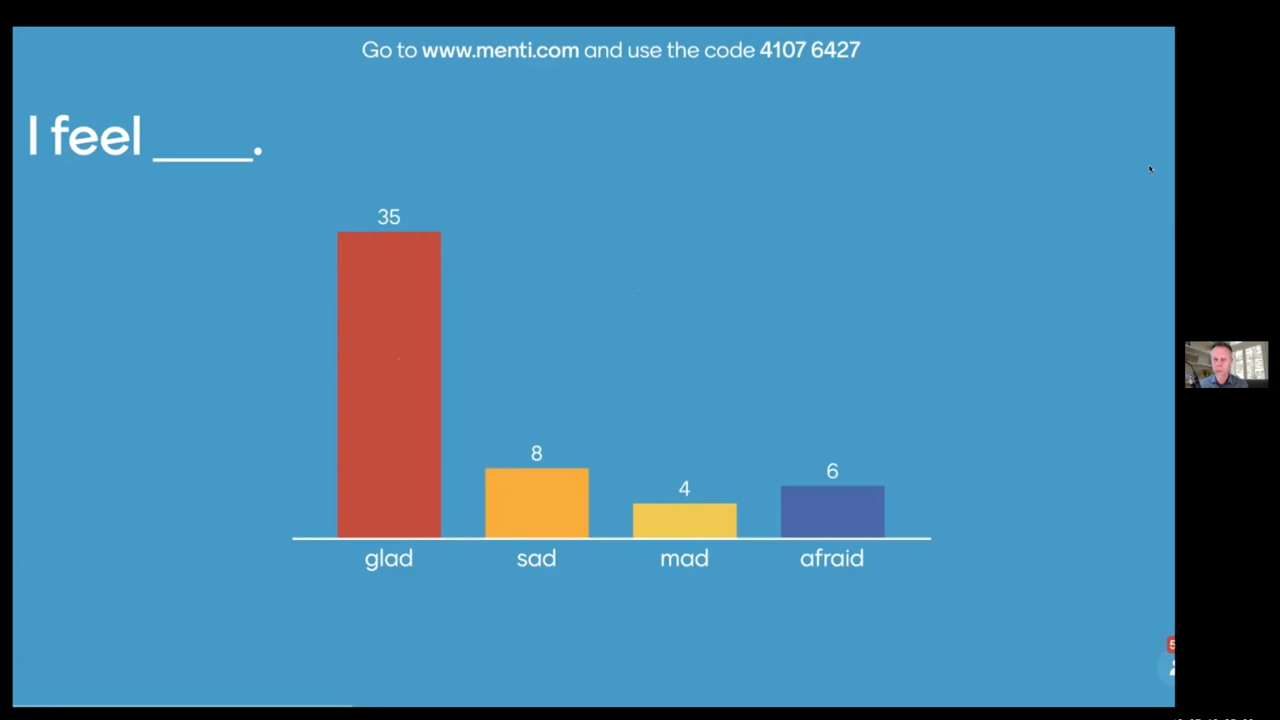 Go to www.menti.com and use the code 4107 6427
I feel ____.
35
8
4
6
glad
sad
mad
afraid